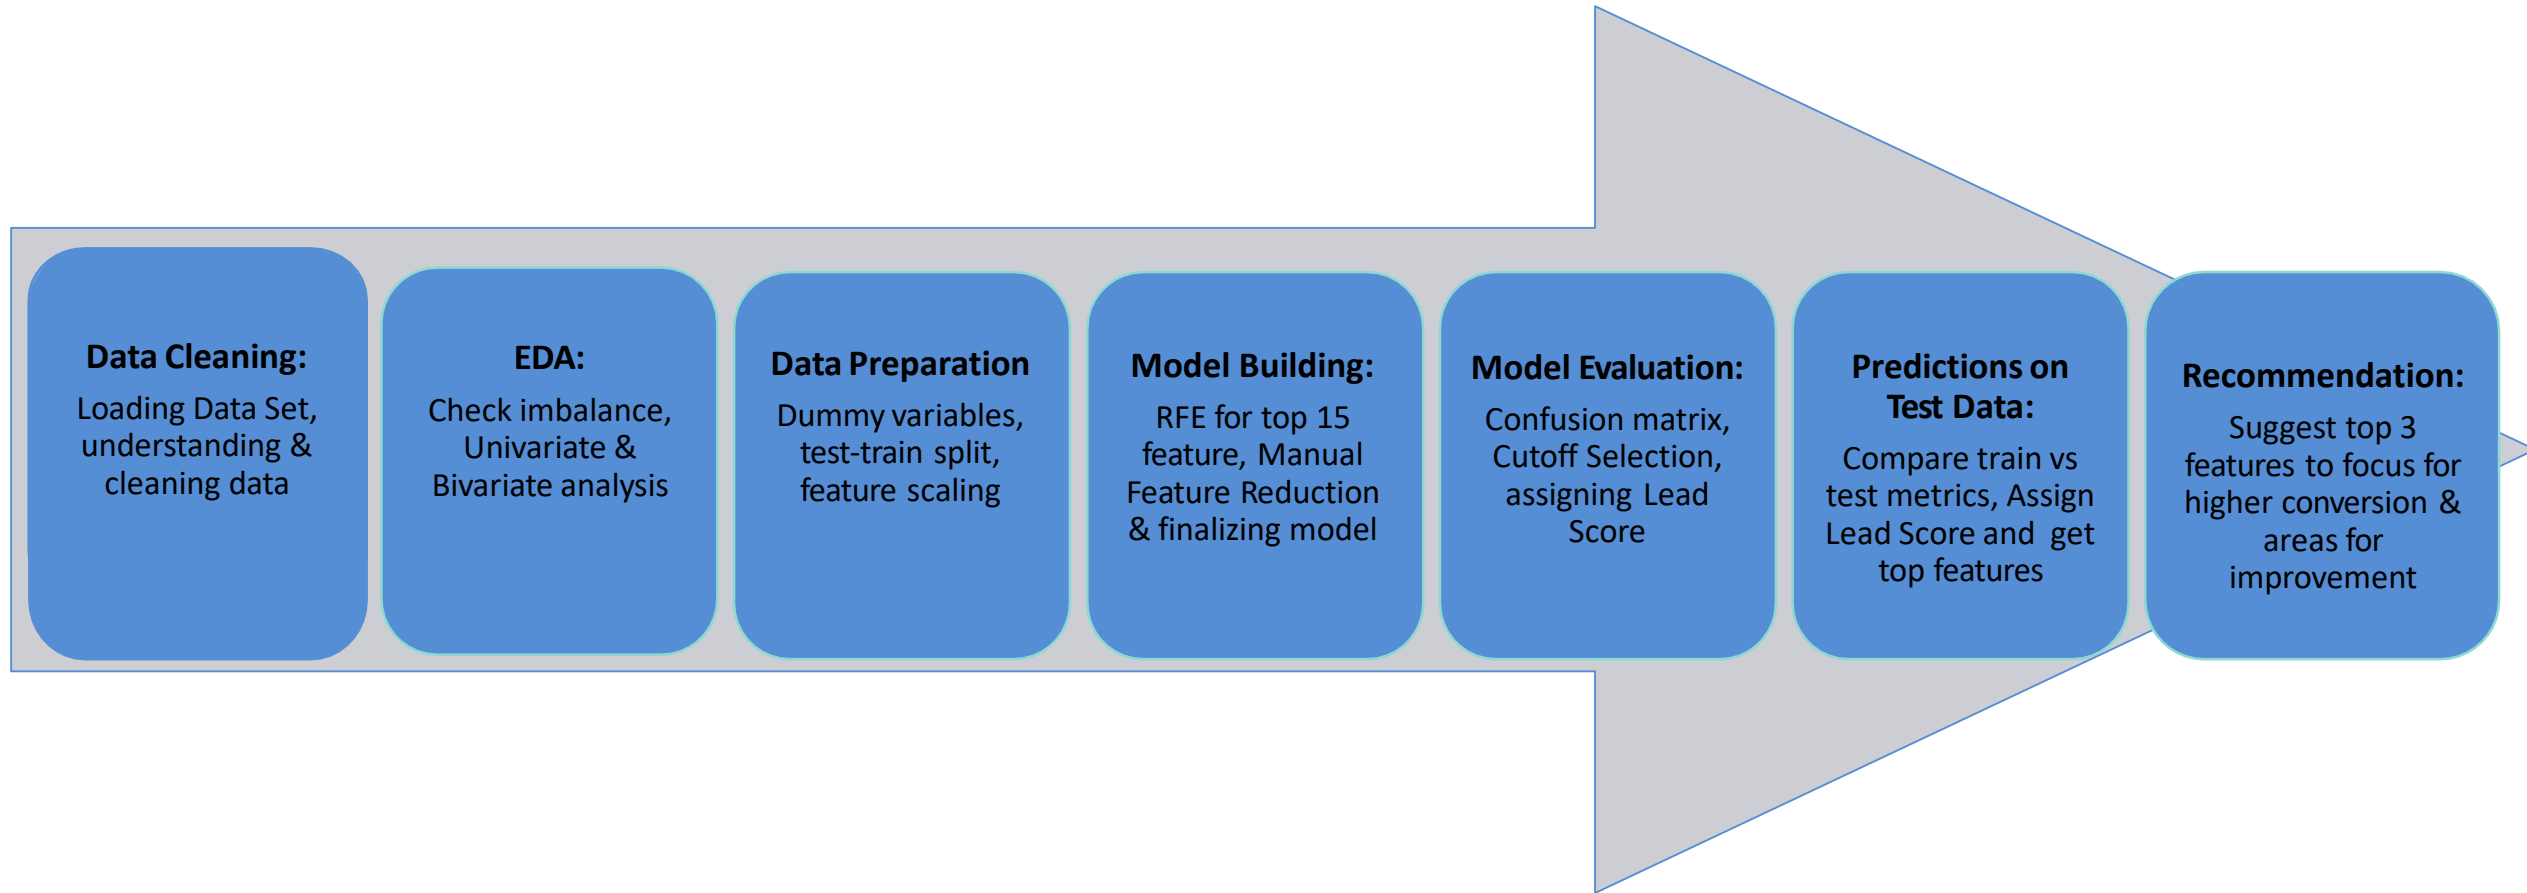 Data Cleaning:
Loading Data Set,
understanding &
cleaning data
EDA:
Check imbalance,
Univariate &
Bivariate analysis
Data Preparation
Dummy variables,
test-train split,
feature scaling
Model Building:
RFE for top 15
feature, Manual
Feature Reduction
& finalizing model
Model Evaluation:
Confusion matrix,
Cutoff Selection,
assigning Lead
Score
Predictions on
Test Data:
Compare train vs
test metrics, Assign
Lead Score and get
top features
Recommendation:
Suggest top 3
features to focus for
higher conversion &
areas for
improvement